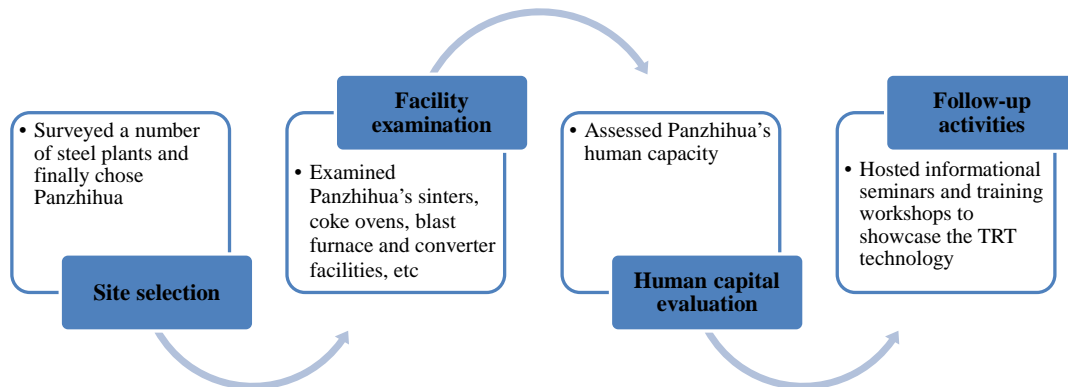 • Surveyed a number
of steel plants and
finally chose
Panzhihua
Site selection
Facility
examination
• Examined
Panzhihua's sinters,
coke ovens, blast
furnace and converter
facilities, etc
• Assessed Panzhihua's
human capacity
Human capital
evaluation
Follow-up
activities
• Hosted informational
seminars and training
workshops to
showcase the TRT
technology